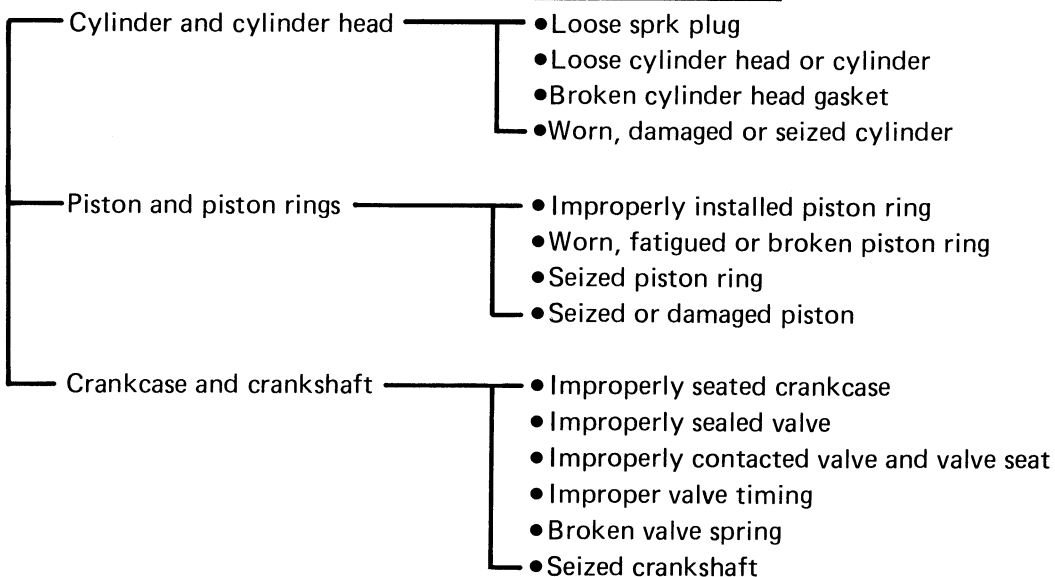 Cylinder and cylinder head
●Loose sprk plug
●Loose cylinder head or cylinder
●Broken cylinder head gasket
●Worn, damaged or seized cylinder
Piston and piston rings
●Improperly installed piston ring
●Worn, fatigued or broken piston ring
●Seized piston ring
●Seized or damaged piston
Crankcase and crankshaft
●Improperly seated crankcase
●Improperly sealed valve
●Improperly contacted valve and valve seat
●Improper valve timing
●Broken valve spring
●Seized crankshaft